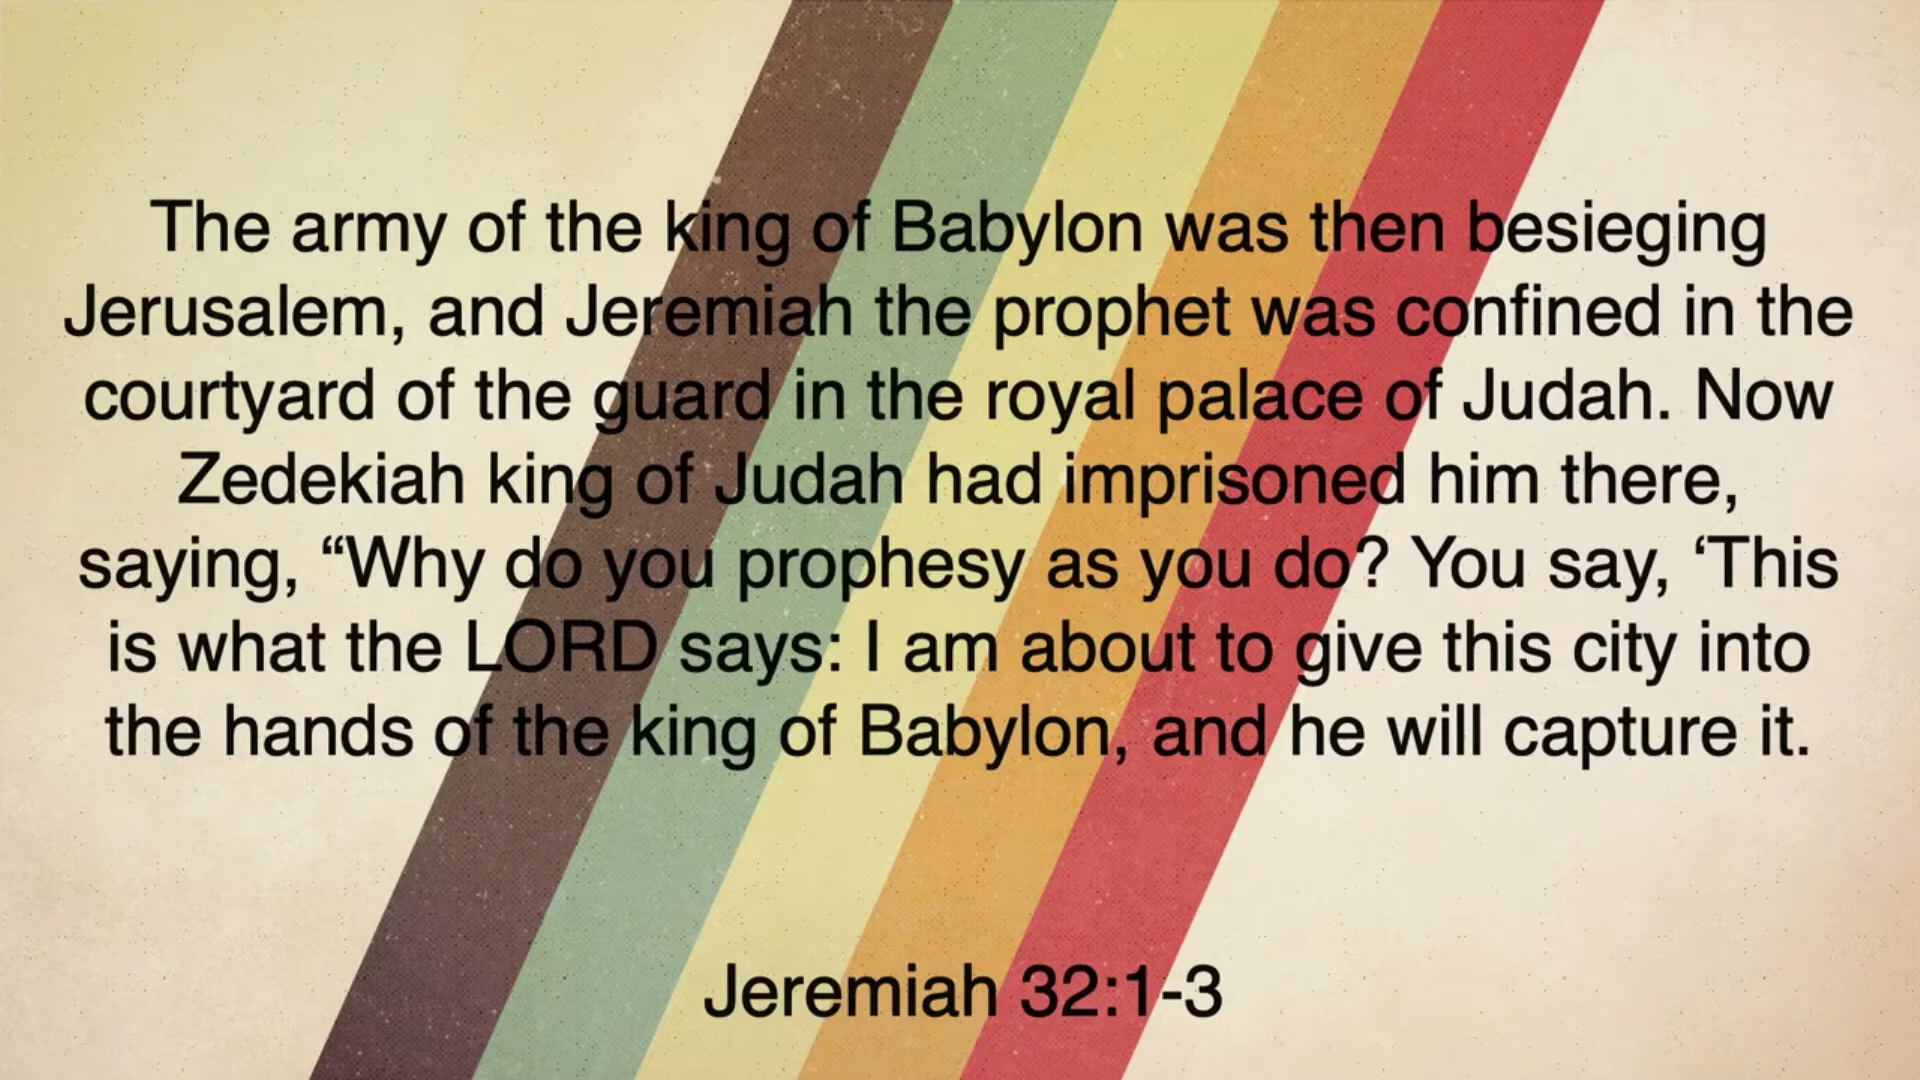 The army of the king of Babylon was then besieging
Jerusalem, and Jeremiah the prophet was confined in the
courtyard of the guard in the royal palace of Judah. Now
Zedekiah king of Judah had imprisoned him there,
saying, “Why do you prophesy as you do? You say, ‘This
is what the LORD says: I am about to give this city into
the hands of the king of Babylon, and he will capture it.
Jeremiah 32:1-3